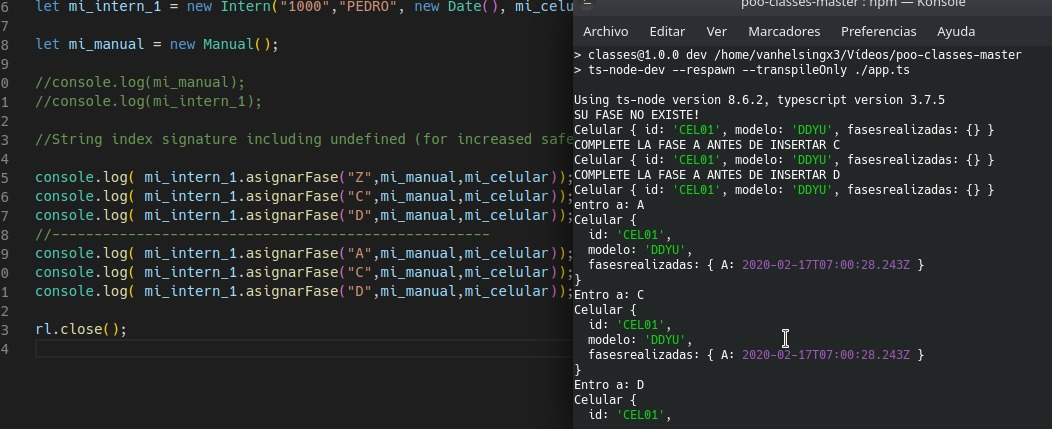 6 let mi_intern_1 = new Intern("1000","PEDRO", new Date(), mi_celu
7
8 let mi_manual = new Manual();
9
0 //console.log(mi_manual);
1 //console.log(mi_intern_1);
2
3 //String index signature including undefined (for increased safe
4
5 console.log( mi_intern_1.asignarFase("Z",mi_manual,mi_celular));
6 console.log( mi_intern_1.asignarFase("C",mi_manual,mi_celular));
7 console.log( mi_intern_1.asignarFase("D",mi_manual,mi_celular));
8 //--------------------------------------------------
9 console.log( mi_intern_1.asignarFase("A",mi_manual,mi_celular));
0 console.log( mi_intern_1.asignarFase("C",mi_manual,mi_celular));
1 console.log( mi_intern_1.asignarFase("D",mi_manual,mi_celular));
2
3 rl.close();
4
poo-classes-master : npm — Konsole
Archivo Editar Ver Marcadores Preferencias Ayuda
> classes@1.0.0 dev /home/vanhelsingx3/Vídeos/poo-classes-master
> ts-node-dev --respawn --transpileOnly ./app.ts
Using ts-node version 8.6.2, typescript version 3.7.5
SU FASE NO EXISTE!
Celular { id: 'CEL01', modelo: 'DDYU', fasesrealizadas: {} }
COMPLETE LA FASE A ANTES DE INSERTAR C
Celular { id: 'CEL01', modelo: 'DDYU', fasesrealizadas: {} }
COMPLETE LA FASE A ANTES DE INSERTAR D
Celular { id: 'CEL01', modelo: 'DDYU', fasesrealizadas: {} }
entro a: A
Celular {
id: 'CEL01',
modelo: 'DDYU',
fasesrealizadas: { A: 2020-02-17T07:00:28.243Z }
}
Entro a: C
Celular {
id: 'CEL01',
modelo: 'DDYU',
fasesrealizadas: { A: 2020-02-17T07:00:28.243Z }
}
Entro a: D
Celular {
id: 'CEL01',